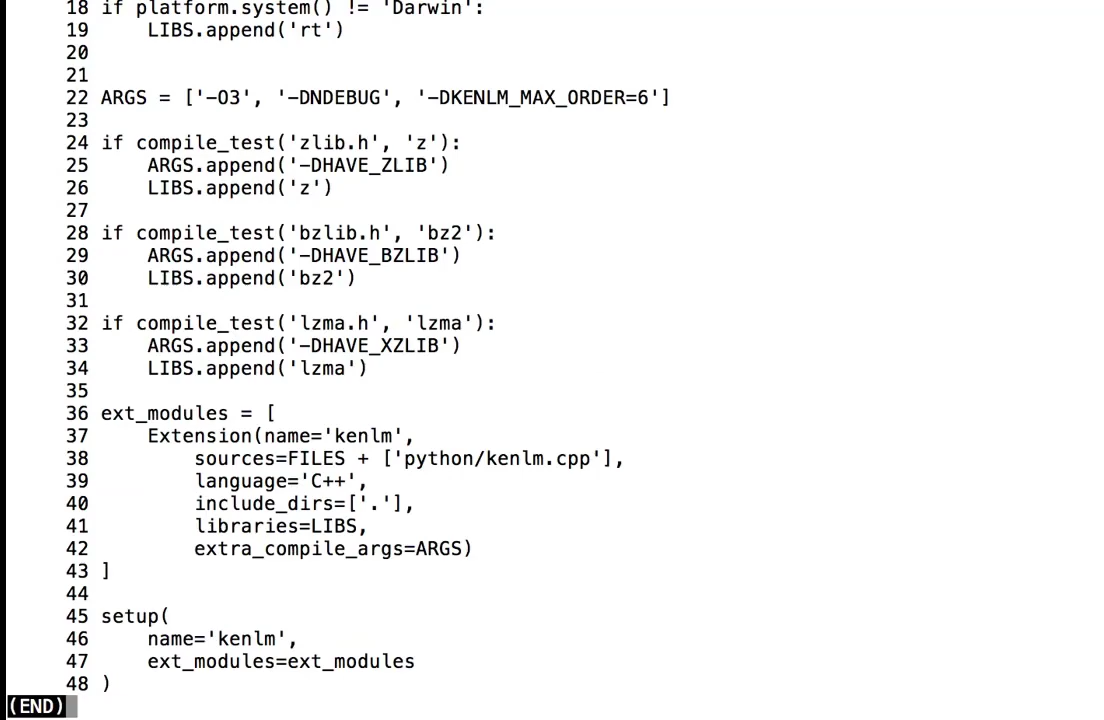 18 if platform.system() != 'Darwin':
19     LIBS.append('rt')
20
21
22 ARGS = ['-O3', '-DNDEBUG', '-DKENLM_MAX_ORDER=6']
23
24 if compile_test('zlib.h', 'z'):
25     ARGS.append('-DHAVE_ZLIB')
26     LIBS.append('z')
27
28 if compile_test('bzlib.h', 'bz2'):
29     ARGS.append('-DHAVE_BZLIB')
30     LIBS.append('bz2')
31
32 if compile_test('lzma.h', 'lzma'):
33     ARGS.append('-DHAVE_XZLIB')
34     LIBS.append('lzma')
35
36 ext_modules = [
37     Extension(name='kenlm',
38         sources=FILES + ['python/kenlm.cpp'],
39         language='C++',
40         include_dirs=['.'],
41         libraries=LIBS,
42         extra_compile_args=ARGS)
43 ]
44
45 setup(
46     name='kenlm',
47     ext_modules=ext_modules
48 )
(END)